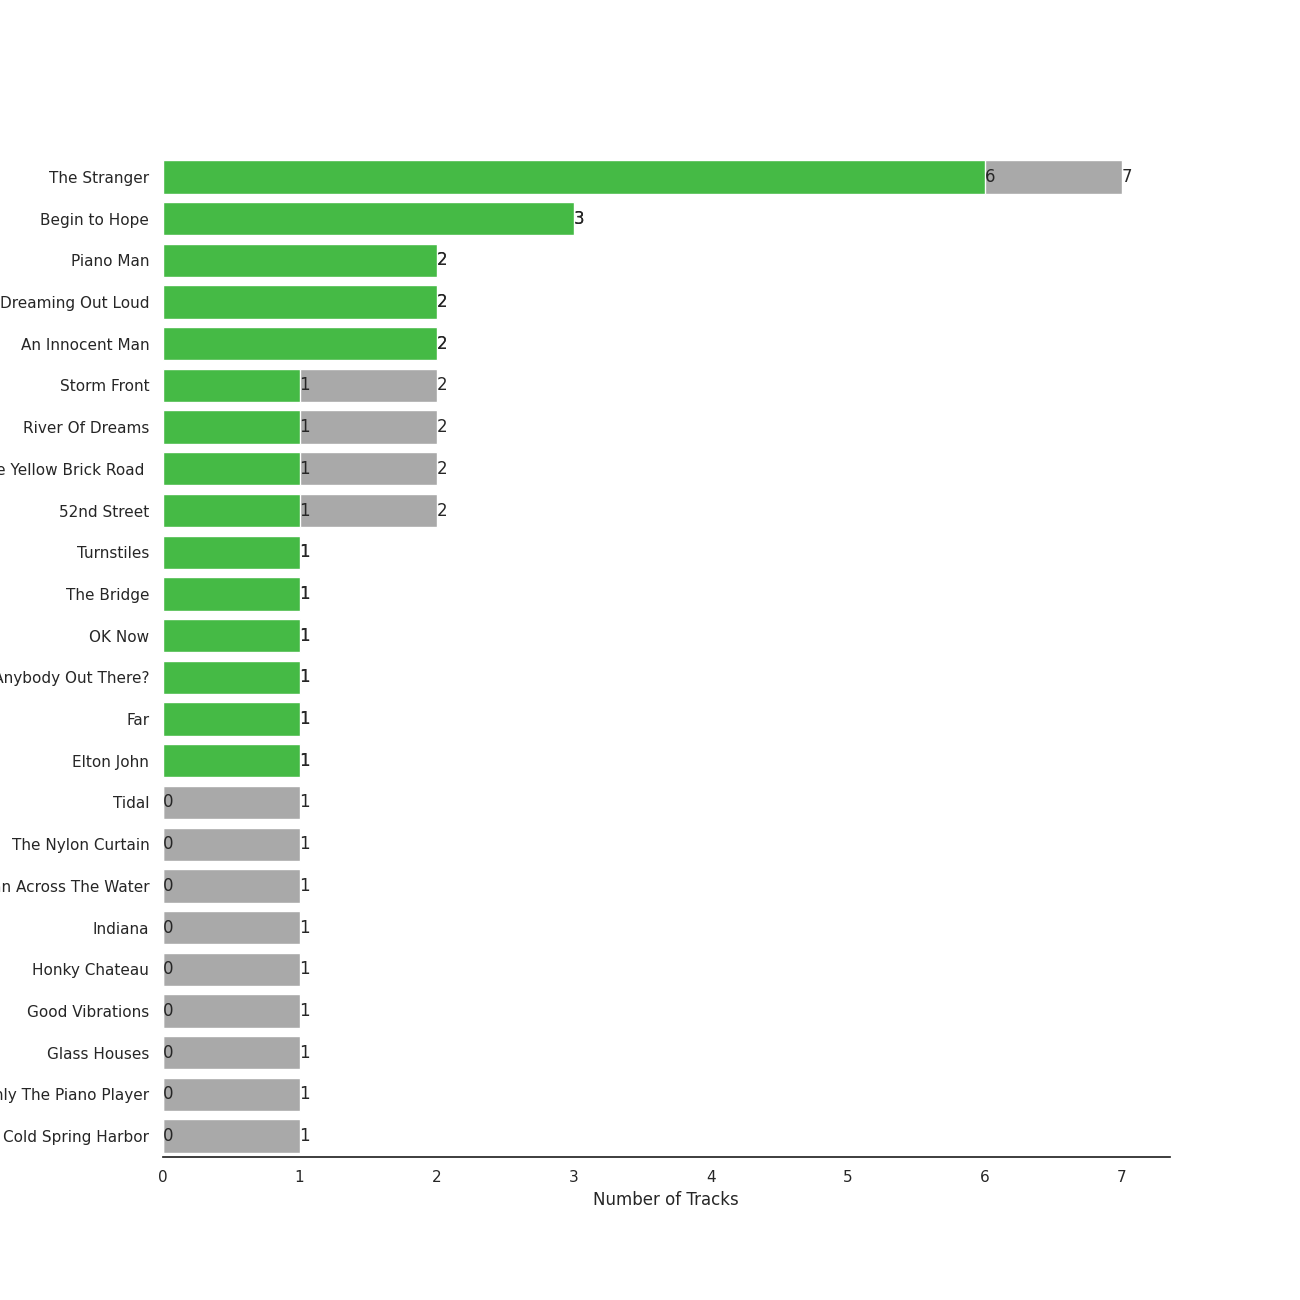 The Stranger 6 7
Begin to Hope 3
Piano Man 2
Dreaming Out Loud 2
An Innocent Man 2
Storm Front 1 2
River Of Dreams 1 2
Yellow Brick Road 1 2
52nd Street 1 2
Turnstiles 1
The Bridge 1
OK Now 1
Anybody Out There? 1
Far 1
Elton John 1
Tidal 0 1
The Nylon Curtain 0 1
Across The Water 0 1
Indiana 0 1
Honky Chateau 0 1
Good Vibrations 0 1
Glass Houses 0 1
The Piano Player 0 1
Cold Spring Harbor 0 1
0 1 2 3 4 5 6 7
Number of Tracks